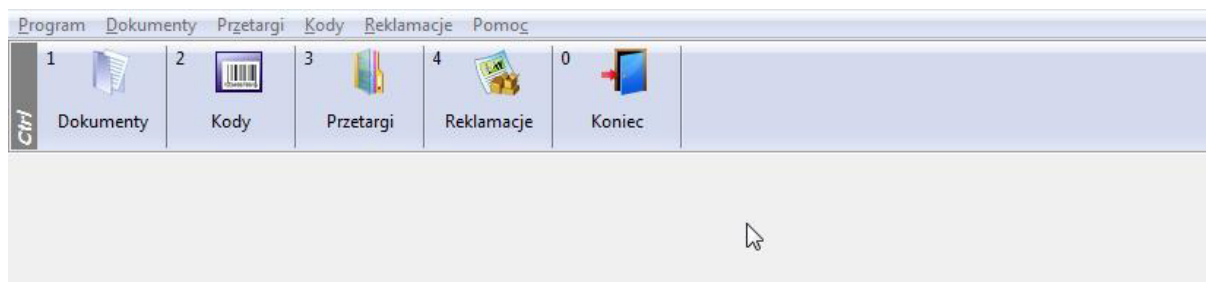 Program Dokumenty Przetargi Kody Reklamacje Pomoc
1 2 3 4 0
Ctrl Dokumenty Kody Przetargi Reklamacje Koniec